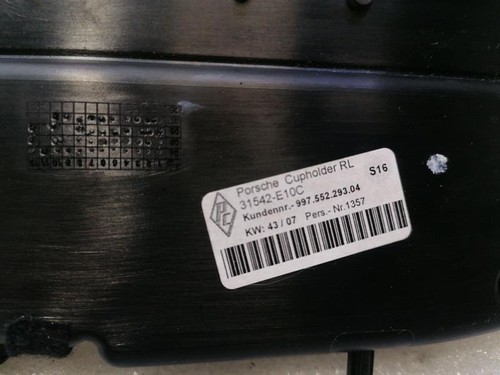 Porsche Cupholder RL
S16
31542-E10C
Kundennr.- 997.552.293.04
KW: 43 / 07 Pers.- Nr.1357